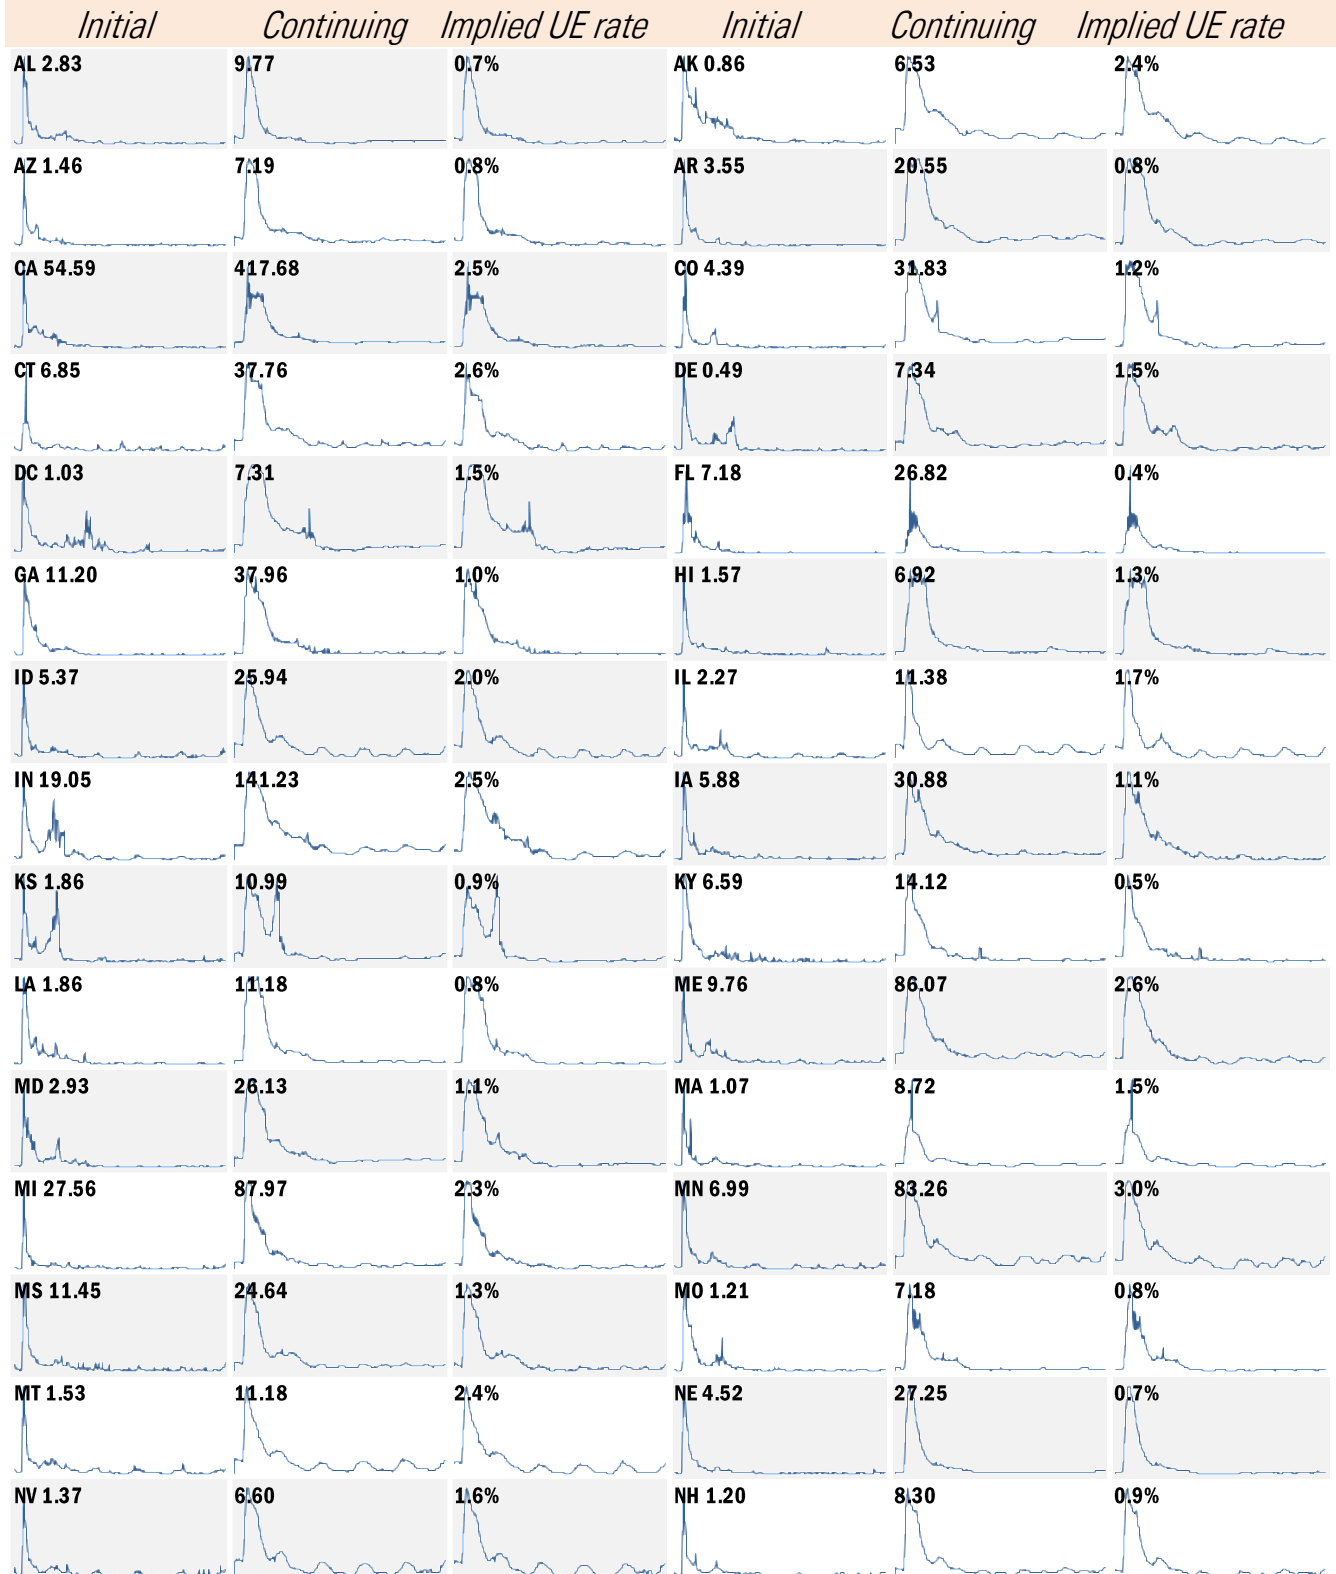 Initial Continuing Implied UE rate Initial Continuing Implied UE rate
AL 2.83 9.77 0.7% AK 0.86 6.53 2.4%
AZ 1.46 7.19 0.8% AR 3.55 20.55 0.8%
CA 54.59 417.68 2.5% CO 4.39 31.83 1.2%
CT 6.85 37.76 2.6% DE 0.49 7.34 1.5%
DC 1.03 7.31 1.5% FL 7.18 26.82 0.4%
GA 11.20 37.96 1.0% HI 1.57 6.92 1.3%
ID 5.37 25.94 2.0% IL 2.27 11.38 1.7%
IN 19.05 141.23 2.5% IA 5.88 30.88 1.1%
KS 1.86 10.99 0.9% KY 6.59 14.12 0.5%
LA 1.86 11.18 0.8% ME 9.76 86.07 2.6%
MD 2.93 26.13 1.1% MA 1.07 8.72 1.5%
MI 27.56 87.97 2.3% MN 6.99 83.26 3.0%
MS 11.45 24.64 1.3% MO 1.21 7.18 0.8%
MT 1.53 11.18 2.4% NE 4.52 27.25 0.7%
NV 1.37 6.60 1.6% NH 1.20 8.30 0.9%